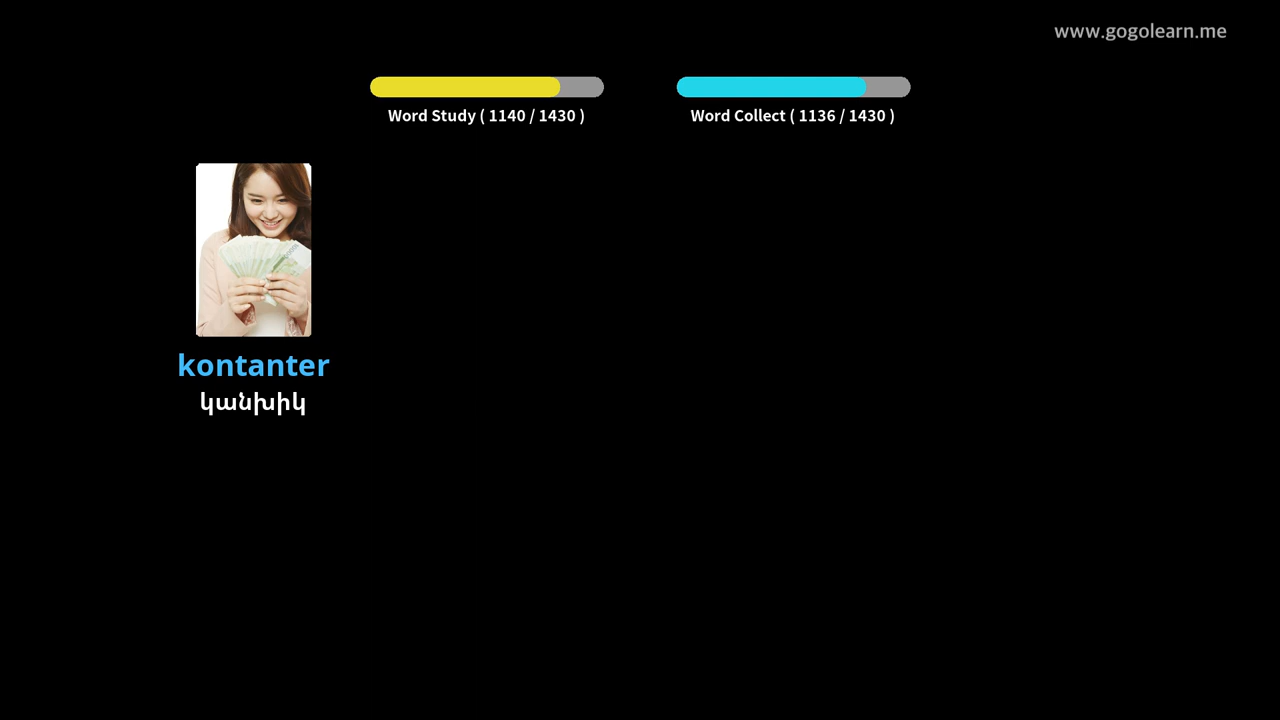 www.gogolearn.me
Word Study ( 1140 / 1430 )
Word Collect ( 1136 / 1430 )
kontanter
կանխիկ